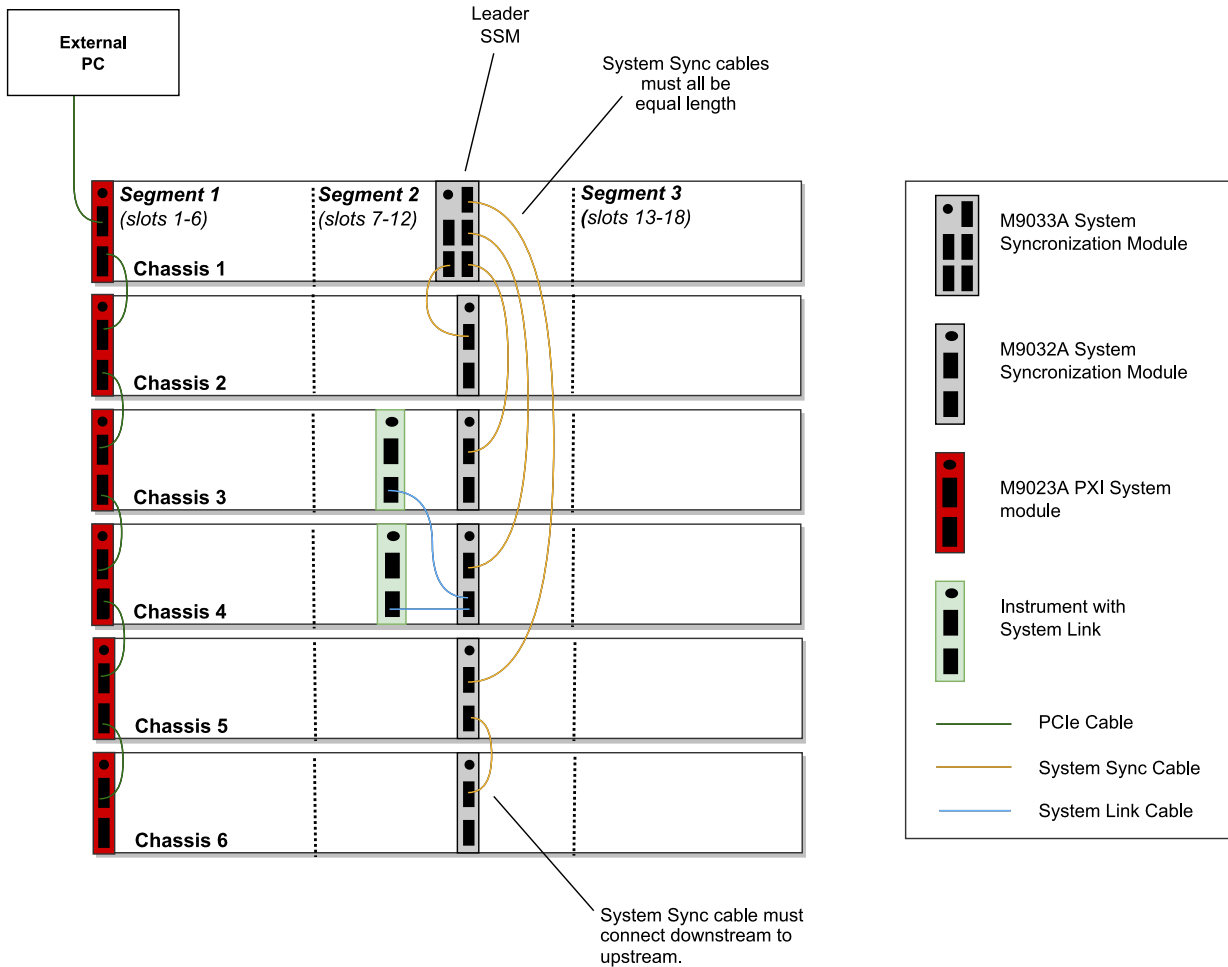 Leader
SSM
External
PC
System Sync cables
must all be
equal length
Segment 1
(slots 1-6)
Segment 2
(slots 7-12)
Segment 3
(slots 13-18)
Chassis 1
Chassis 2
Chassis 3
Chassis 4
Chassis 5
Chassis 6
System Sync cable must
connect downstream to
upstream.
M9033A System
Syncronization Module
M9032A System
Syncronization Module
M9023A PXI System
module
Instrument with
System Link
PCIe Cable
System Sync Cable
System Link Cable